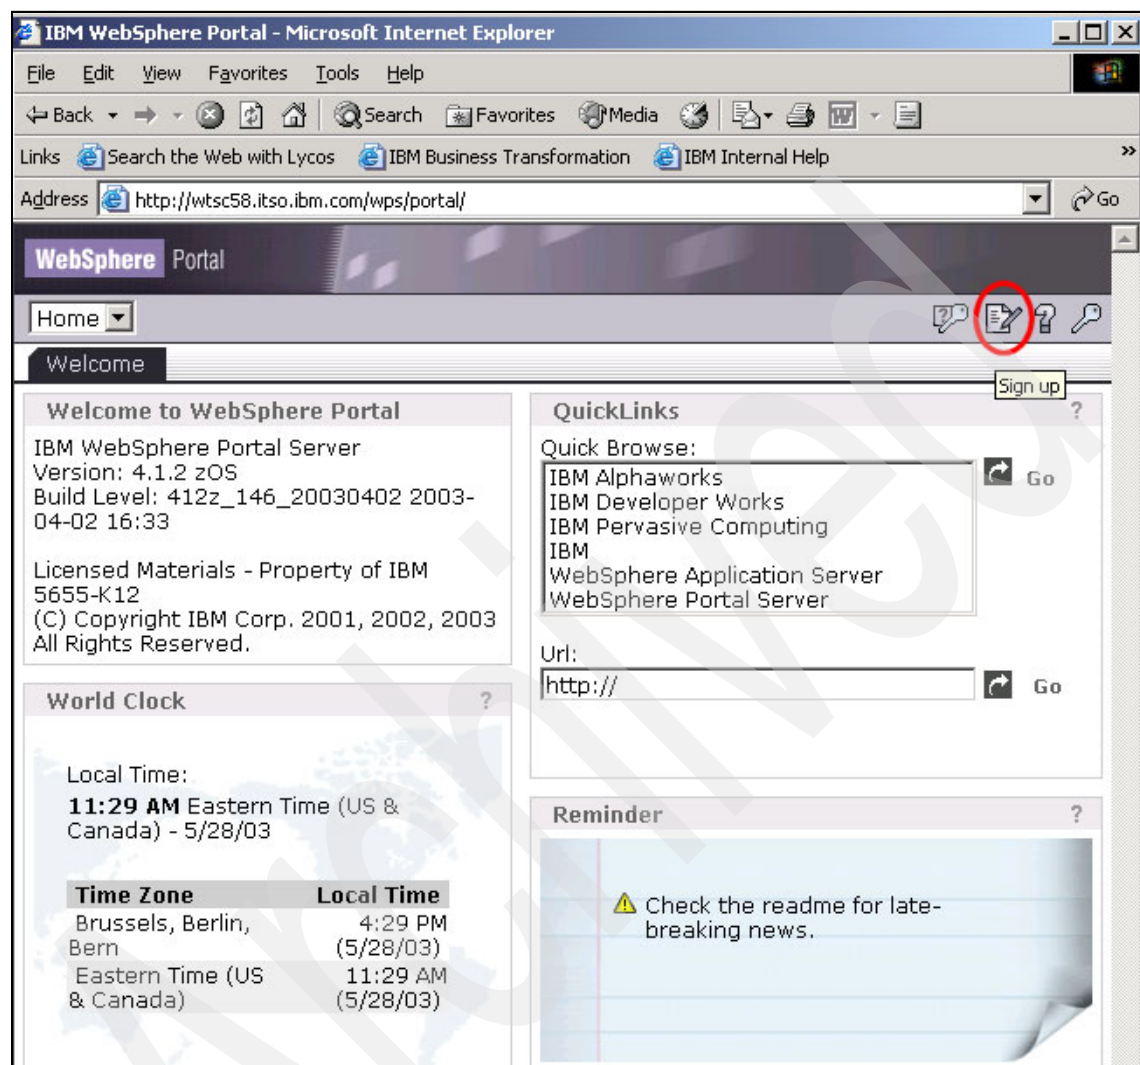 IBM WebSphere Portal - Microsoft Internet Explorer
File Edit View Favorites Tools Help
Back Search Favorites Media
Links Search the Web with Lycos IBM Business Transformation IBM Internal Help »
Address http://wtsc58.itso.ibm.com/wps/portal/ Go
WebSphere Portal
Home
Welcome
Sign up
Welcome to WebSphere Portal
IBM WebSphere Portal Server
Version: 4.1.2 zOS
Build Level: 412z_146_20030402 2003-
04-02 16:33
Licensed Materials - Property of IBM
5655-K12
(C) Copyright IBM Corp. 2001, 2002, 2003
All Rights Reserved.
QuickLinks ?
Quick Browse:
IBM Alphaworks
IBM Developer Works
IBM Pervasive Computing
IBM
WebSphere Application Server
WebSphere Portal Server
Go
Url:
http:// Go
World Clock ?
Local Time:
11:29 AM Eastern Time (US &
Canada) - 5/28/03
Time Zone Local Time
Brussels, Berlin, 4:29 PM
Bern (5/28/03)
Eastern Time (US 11:29 AM
& Canada) (5/28/03)
Reminder ?
Check the readme for late-
breaking news.
Archived